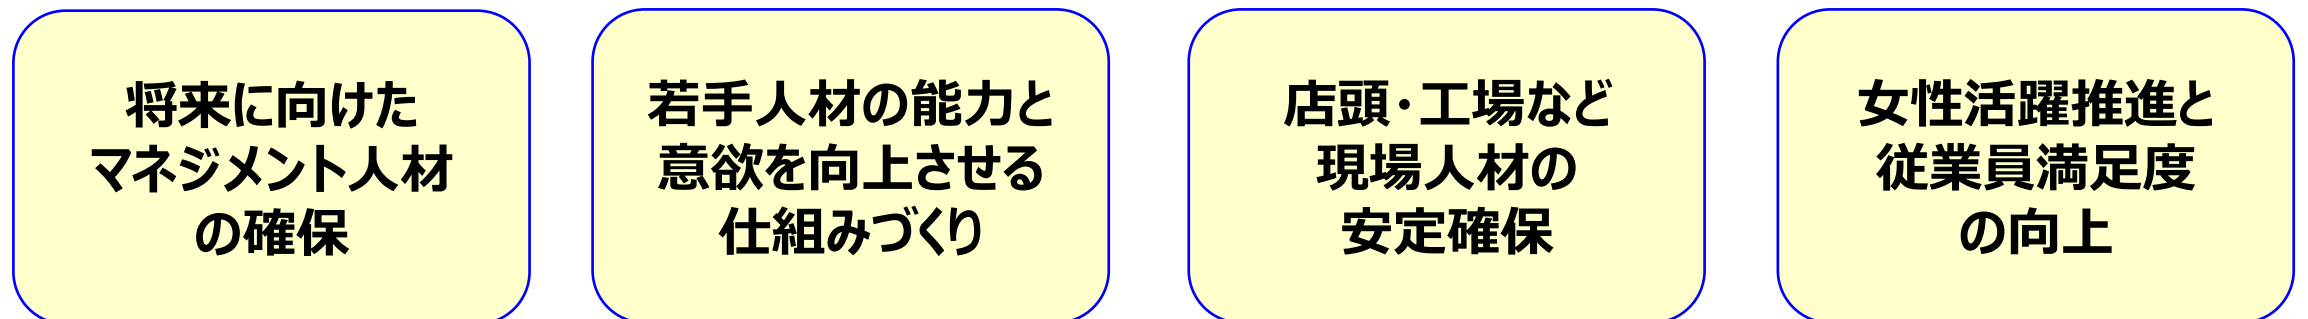 将来に向けた
マネジメント人材
の確保
若手人材の能力と
意欲を向上させる
仕組みづくり
店頭・工場など
現場人材の
安定確保
女性活躍推進と
従業員満足度
の向上